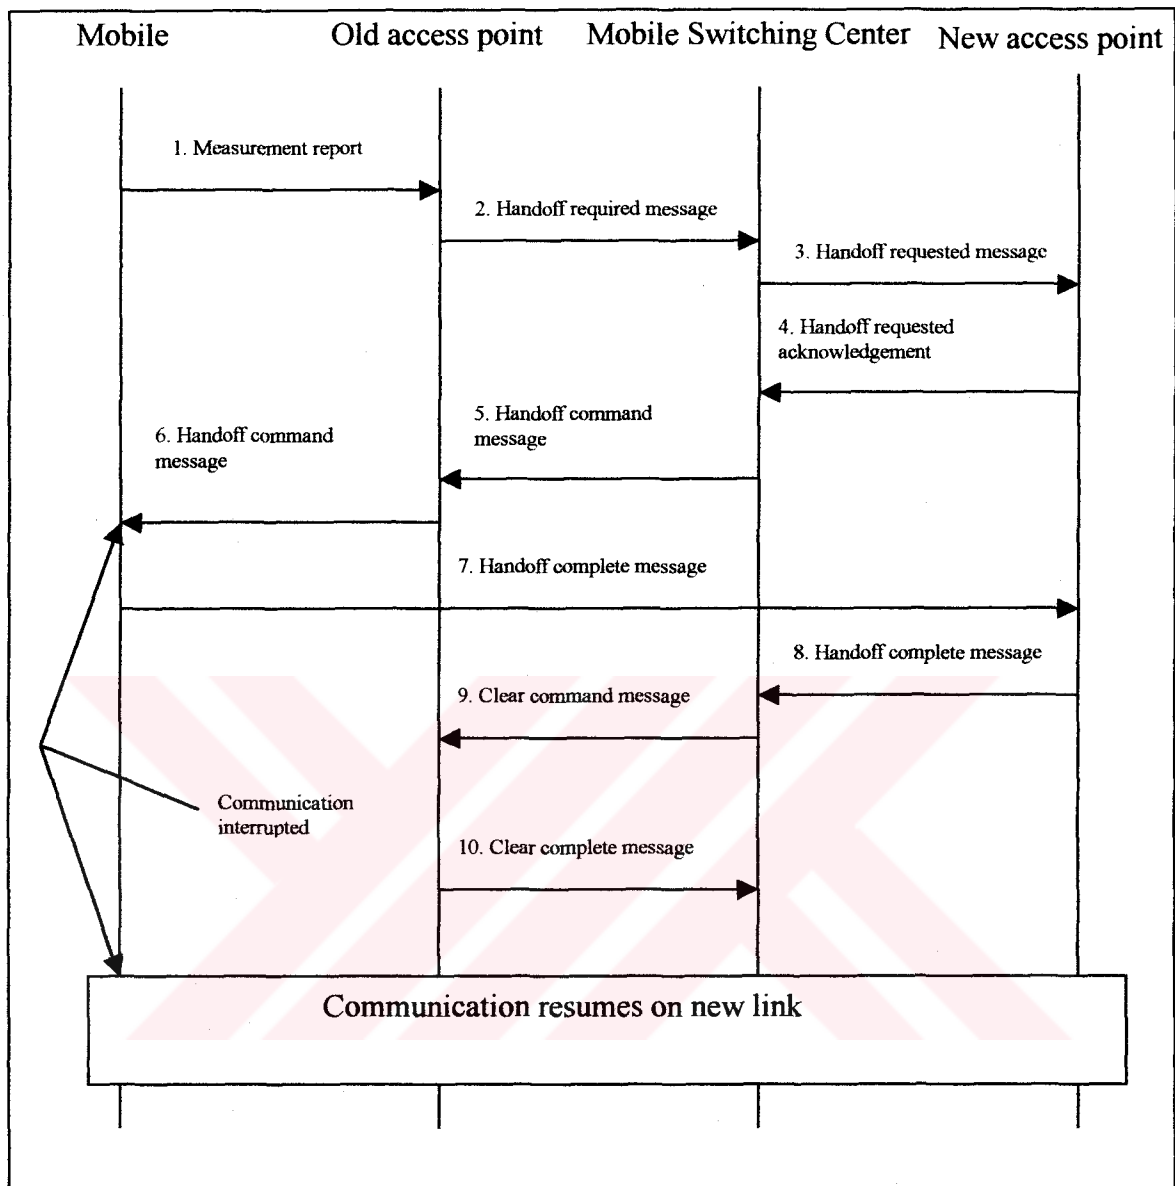 Mobile
Old access point
Mobile Switching Center
New access point
1. Measurement report
2. Handoff required message
3. Handoff requested message
4. Handoff requested
acknowledgement
5. Handoff command
message
6. Handoff command
message
7. Handoff complete message
8. Handoff complete message
9. Clear command message
Communication
interrupted
10. Clear complete message
Communication resumes on new link